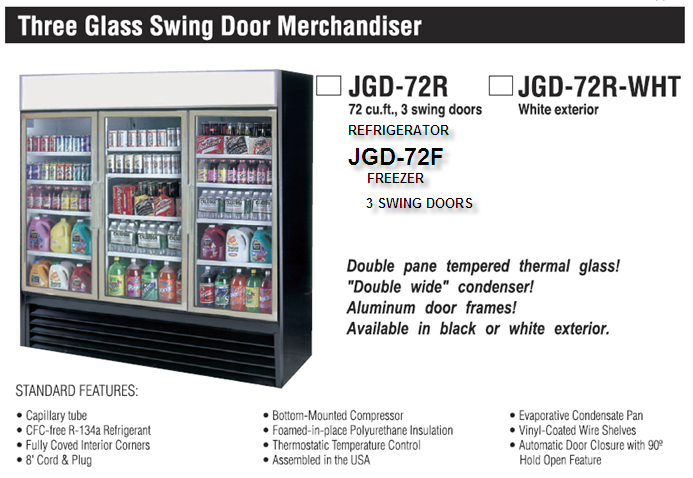 Three Glass Swing Door Merchandiser
JGD-72R
72 cu.ft., 3 swing doors
REFRIGERATOR
JGD-72F
FREEZER
3 SWING DOORS
JGD-72R-WHT
White exterior
Double pane tempered thermal glass!
"Double wide" condenser!
Aluminum door frames!
Available in black or white exterior.
STANDARD FEATURES:
• Capillary tube
• CFC-free R-134a Refrigerant
• Fully Coved Interior Corners
• 8' Cord & Plug
• Bottom-Mounted Compressor
• Foamed-in-place Polyurethane Insulation
• Thermostatic Temperature Control
• Assembled in the USA
• Evaporative Condensate Pan
• Vinyl-Coated Wire Shelves
• Automatic Door Closure with 90º
Hold Open Feature